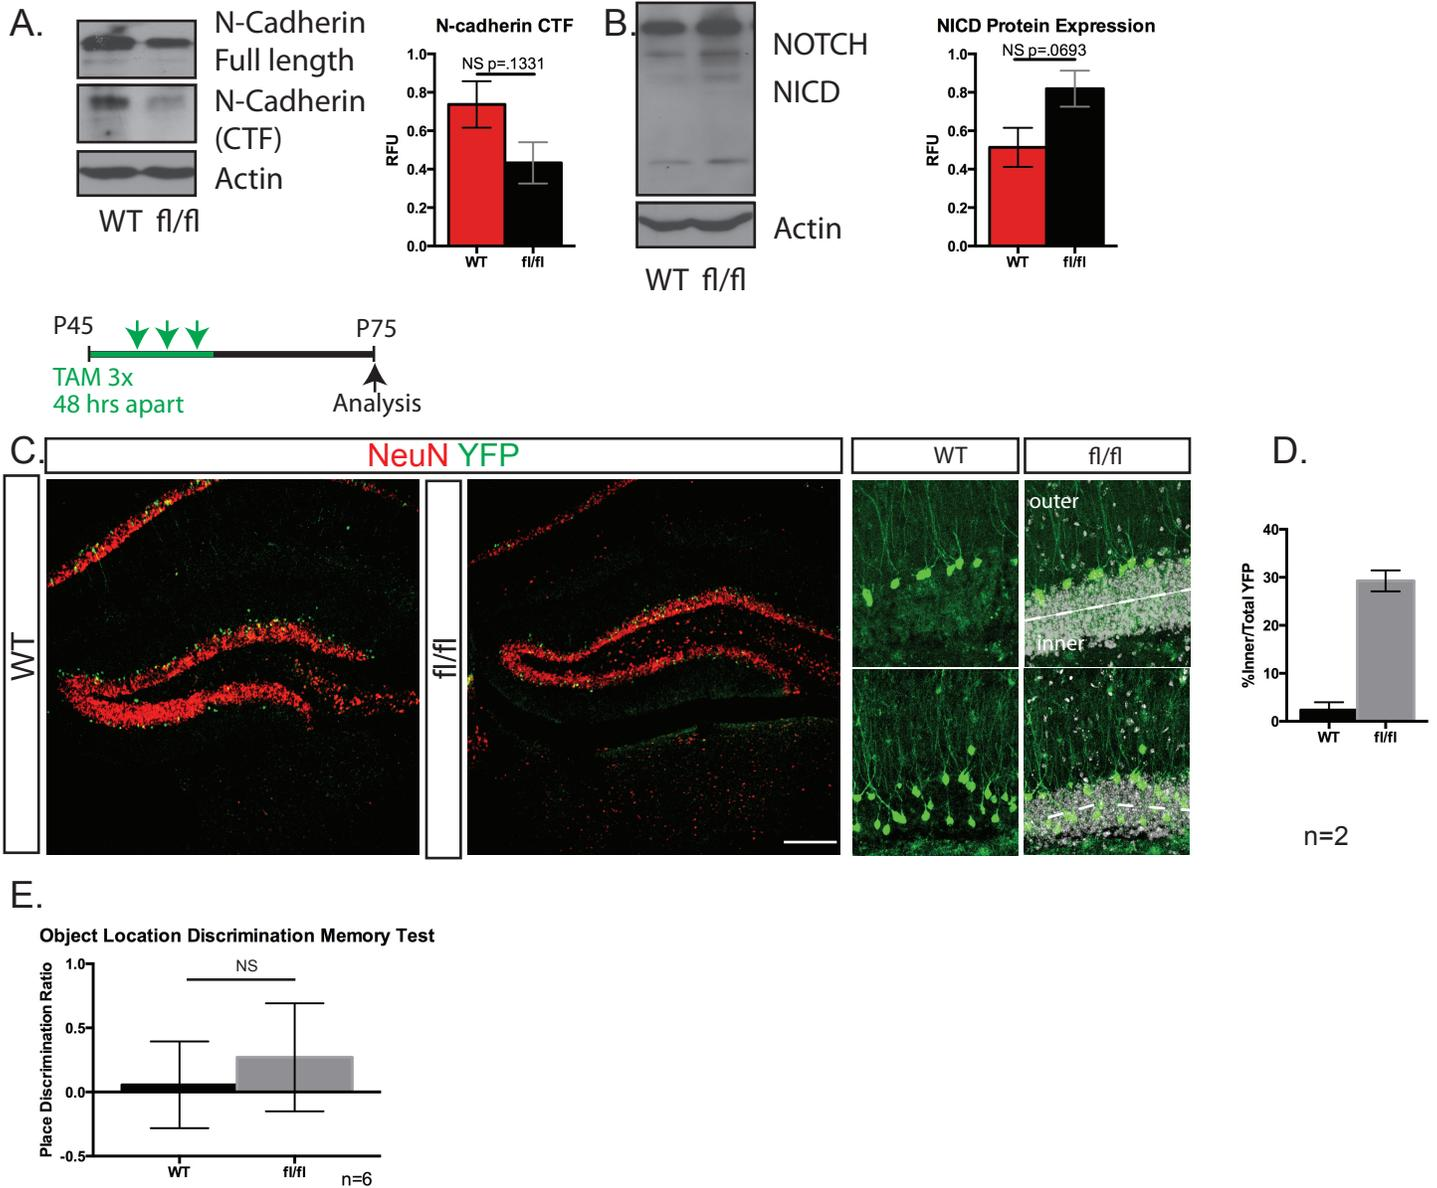 A.
N-Cadherin
Full length
N-Cadherin
(CTF)
Actin
WT fl/fl
N-cadherin CTF
NS p=.1331
RFU
1.0
0.8
0.6
0.4
0.2
0.0
WT
fl/fl
B.
NOTCH
NICD
Actin
WT fl/fl
NICD Protein Expression
NS p=.0693
RFU
1.0
0.8
0.6
0.4
0.2
0.0
WT
fl/fl
P45
P75
TAM 3x
48 hrs apart
Analysis
C.
NeuN YFP
WT
fl/fl
WT
fl/fl
outer
inner
D.
%Inner/Total YFP
40
30
20
10
0
WT
fl/fl
n=2
E.
Object Location Discrimination Memory Test
Place Discrimination Ratio
1.0
0.5
0.0
-0.5
NS
WT
fl/fl
n=6